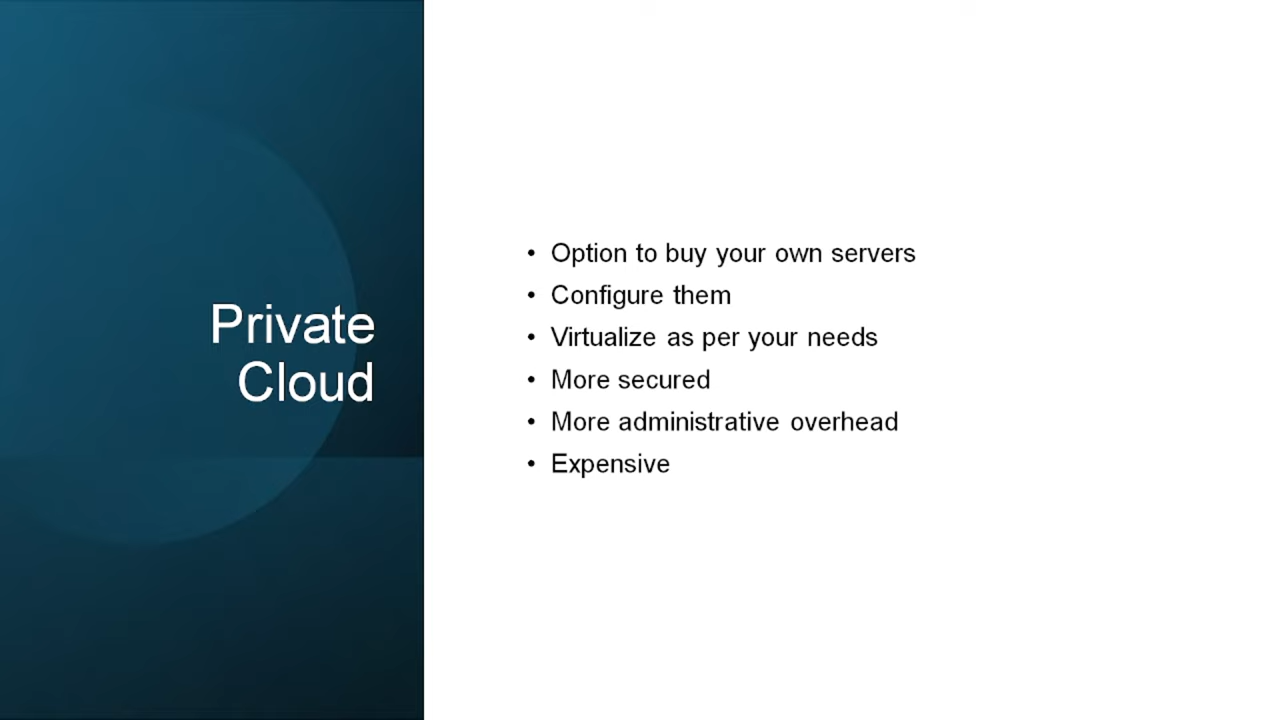 Private
Cloud
• Option to buy your own servers
• Configure them
• Virtualize as per your needs
• More secured
• More administrative overhead
• Expensive